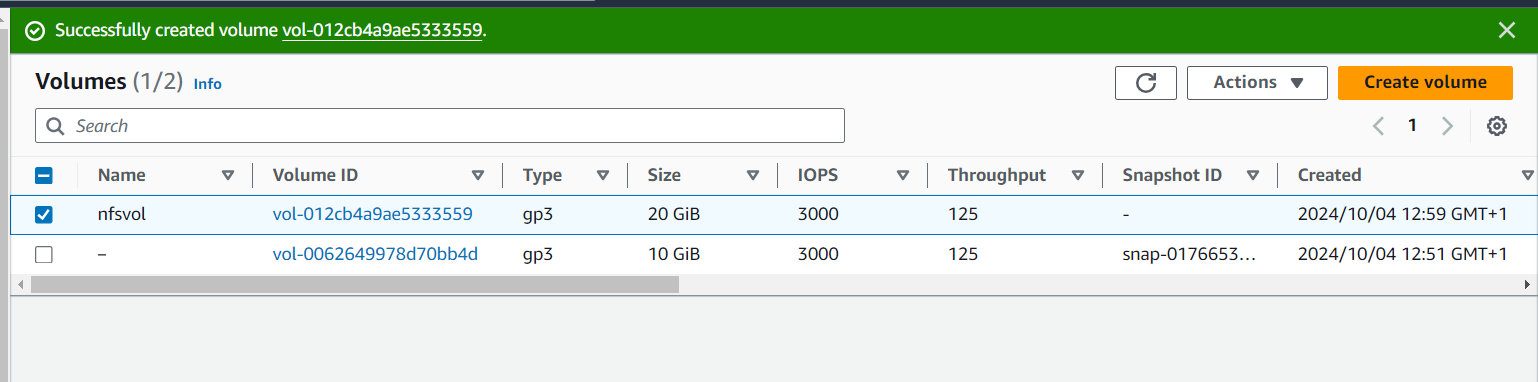 Successfully created volume vol-012cb4a9ae5333559.
Volumes (1/2) Info Actions Create volume
Search 1
Name Volume ID Type Size IOPS Throughput Snapshot ID Created
nfsvol vol-012cb4a9ae5333559 gp3 20 GiB 3000 125 - 2024/10/04 12:59 GMT+1
– vol-0062649978d70bb4d gp3 10 GiB 3000 125 snap-0176653... 2024/10/04 12:51 GMT+1